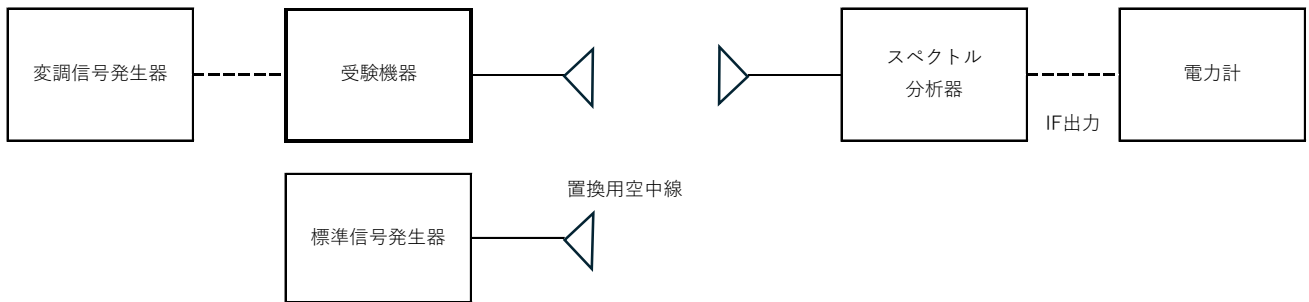 変調信号発生器
受験機器
スペクトル
分析器
電力計
IF出力
標準信号発生器
置換用空中線